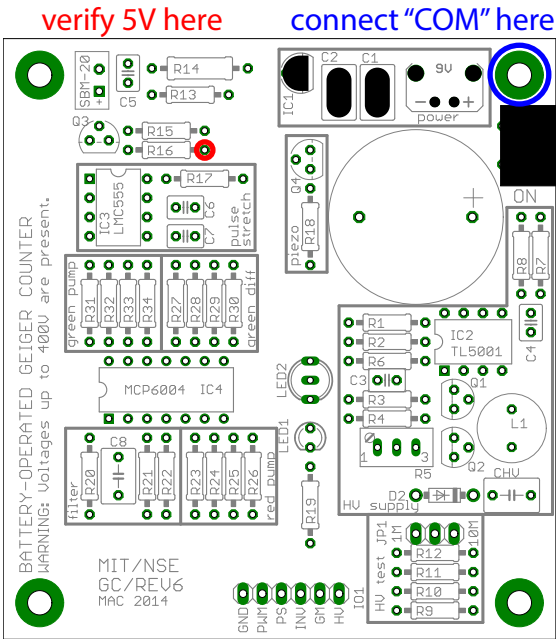 verify 5V here
connect “COM” here
SBM-20
+
C5
R14
R13
C2
C1
IC1
9V
- +
power
Q3
R15
R16
R17
IC3
LMC555
C6
C7
pulse
stretch
Q4
R18
piezo
+
ON
R8
R7
C4
BATTERY-OPERATED GEIGER COUNTER
WARNING: Voltages up to 400V are present.
green pump
R31
R32
R33
R34
R27
R28
R29
R30
green diff
R1
R2
R6
C3
R3
R4
IC2
TL5001
Q1
Q2
L1
1
3
R5
D2
CHV
HV supply
MCP6004
IC4
LED2
LED1
R19
filter
R20
C8
R21
R22
R23
R24
R25
R26
red pump
HV test
JP1
1M
10M
R12
R11
R10
R9
MIT/NSE
GC/REV6
MAC 2014
GND
PWM
PS
INV
GM
HV
IO1